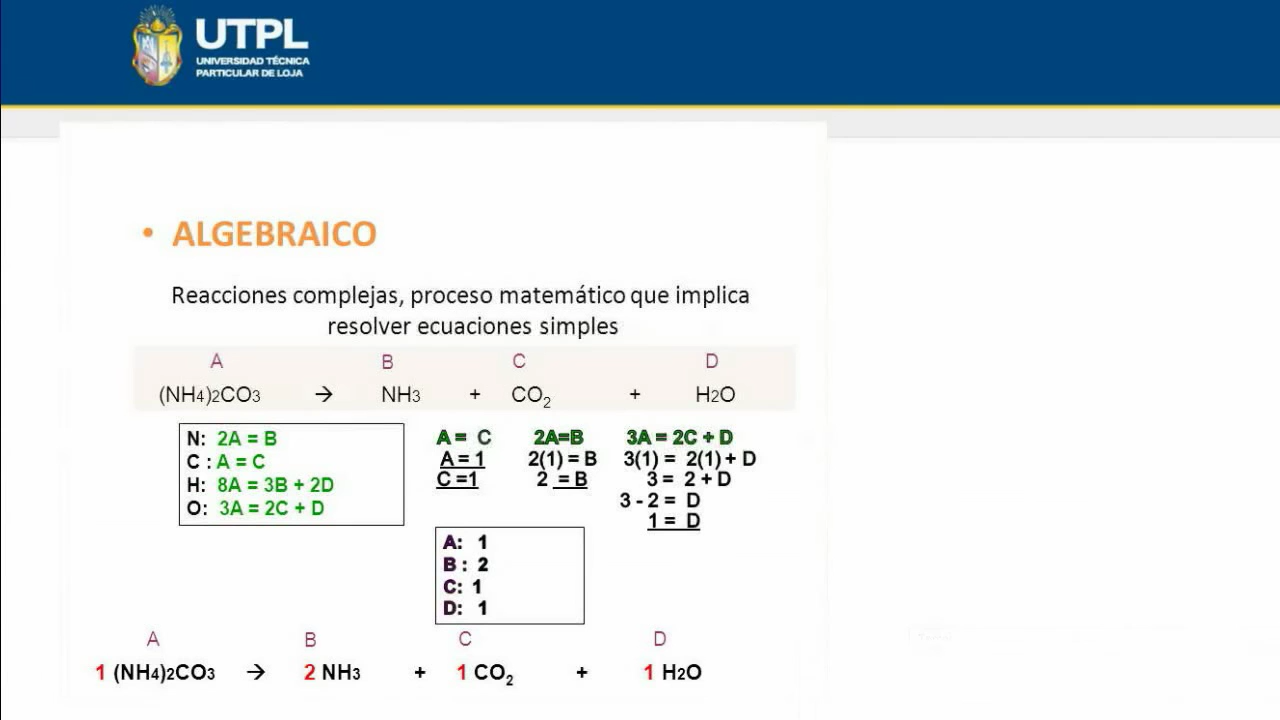 UTPL
UNIVERSIDAD TÉCNICA
PARTICULAR DE LOJA
• ALGEBRAICO
Reacciones complejas, proceso matemático que implica
resolver ecuaciones simples
A B C D
(NH4)2CO3 → NH3 + CO₂ + H2O
N: 2A = B
C : A = C
H: 8A = 3B + 2D
O: 3A = 2C + D
A = C
A = 1
C =1
2A=B
2(1) = B
2 = B
3A = 2C + D
3(1) = 2(1) + D
3 = 2 + D
3 - 2 = D
1 = D
A: 1
B : 2
C: 1
D: 1
A B C D
1 (NH4)2CO3 → 2 NH3 + 1 CO₂ + 1 H2O